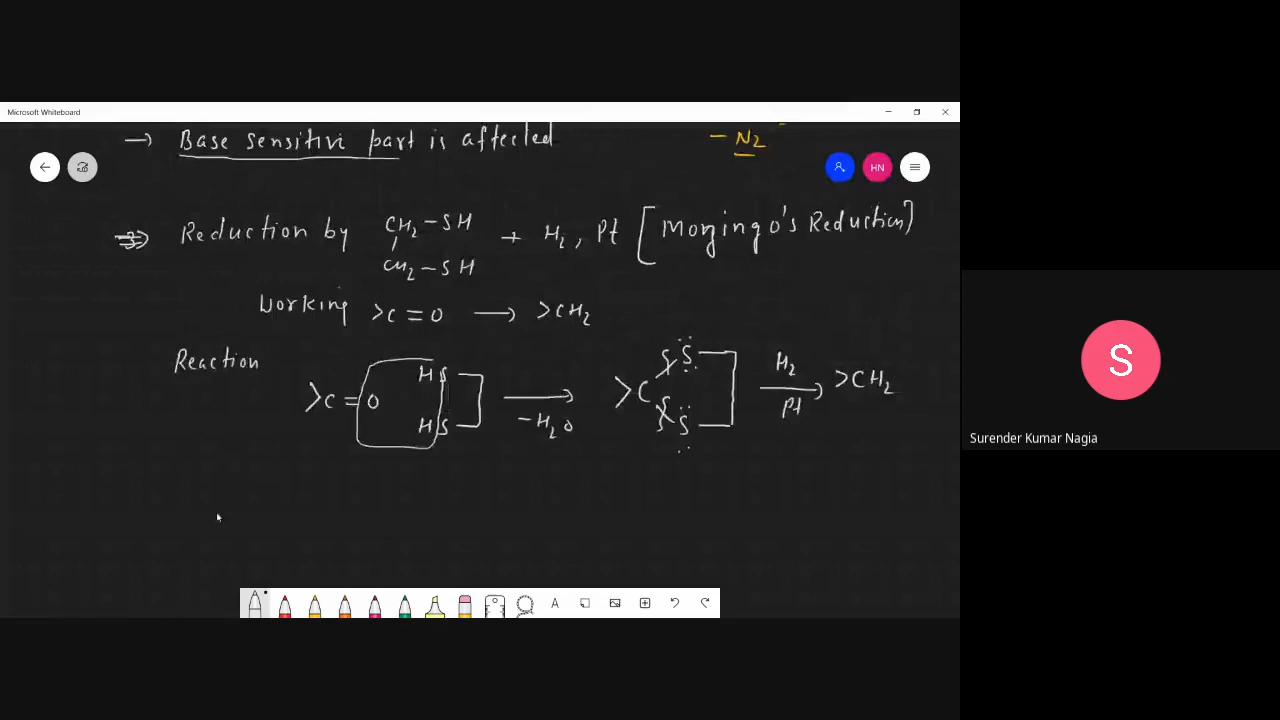 Microsoft Whiteboard
→ Base sensitive part is affected
- N2
HN
⇒ Reduction by CH2-SH + H2, Pt [Mozingo's Reduction]
CH2-SH
Working >C=O → >CH2
Reaction
>C=O HS S H2 >CH2
HS -H2O >C S Pt
S
Surender Kumar Nagia